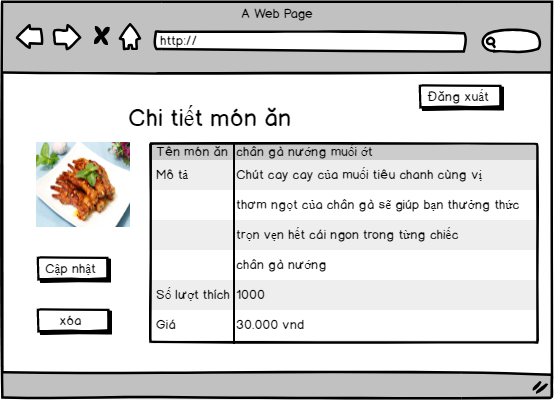 A Web Page
http://
Đăng xuất
Chi tiết món ăn
Tên món ăn chân gà nướng muối ớt
Mô tả Chút cay cay của muối tiêu chanh cùng vị
thơm ngọt của chân gà sẽ giúp bạn thưởng thức
trọn vẹn hết cái ngon trong từng chiếc
chân gà nướng
Cập nhật
Số lượt thích 1000
xóa
Giá 30.000 vnd